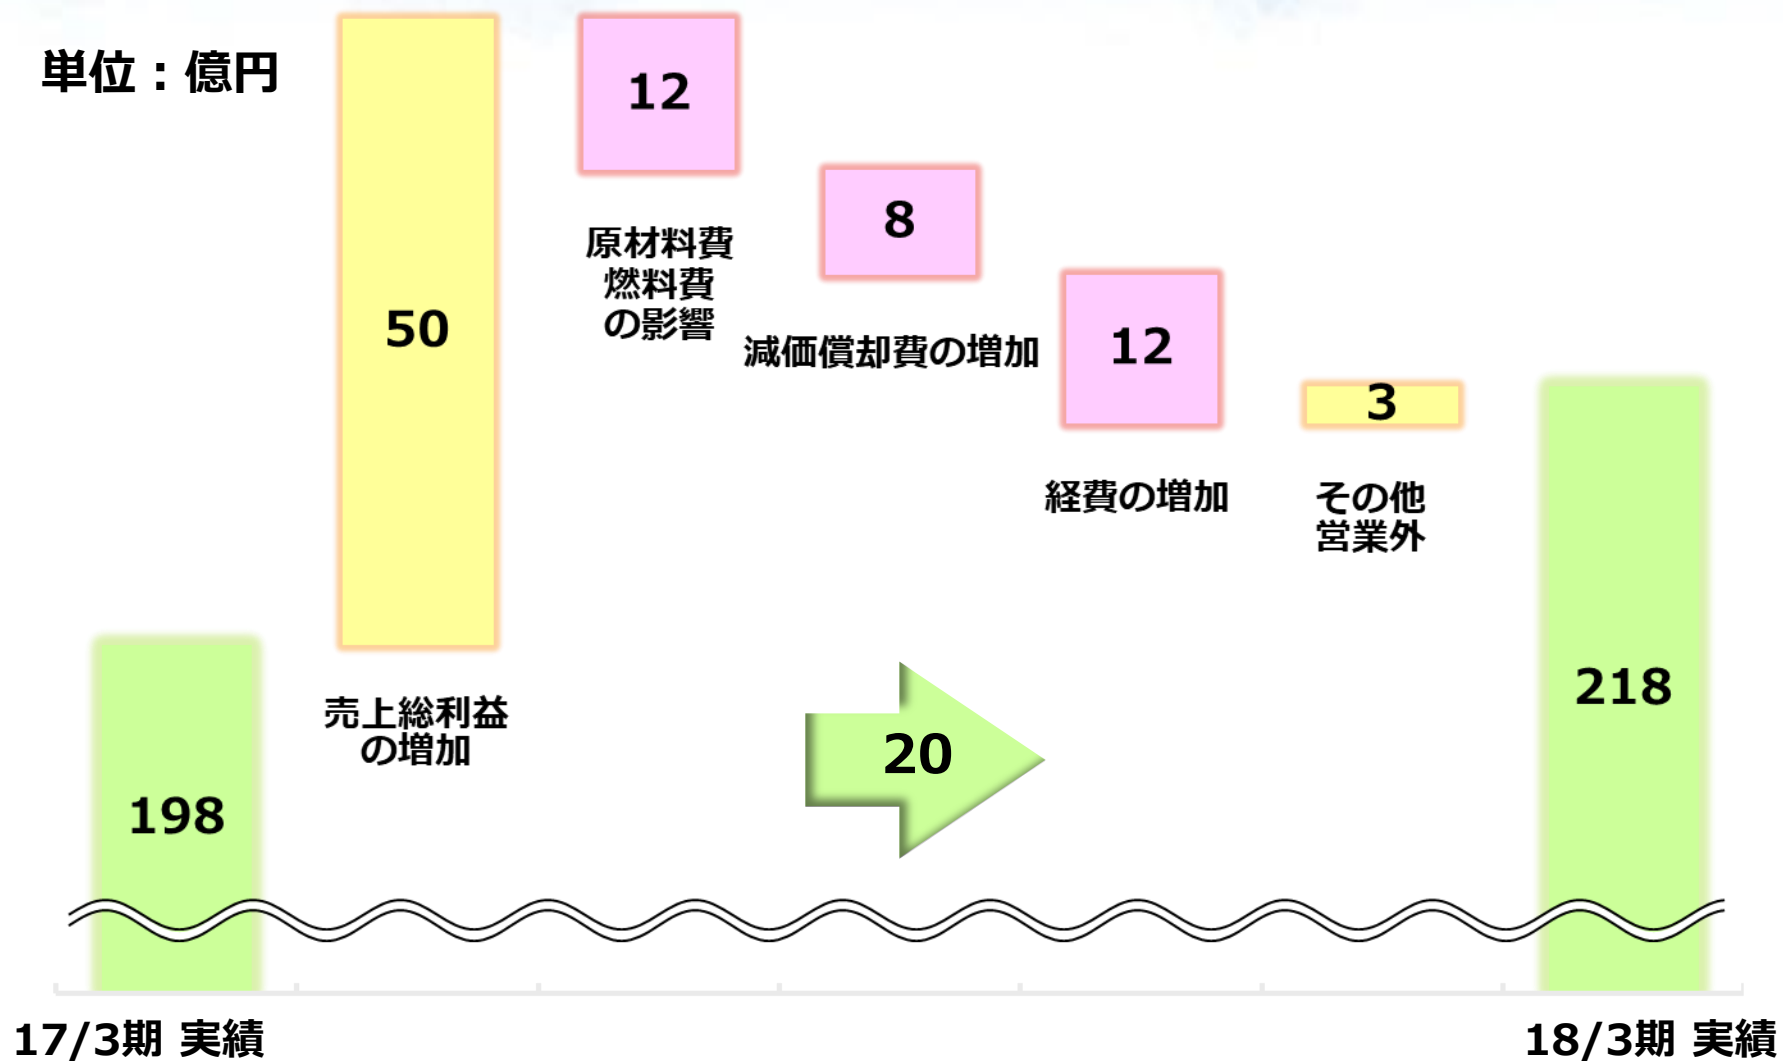 単位：億円
50
売上総利益
の増加
12
原材料費
燃料費
の影響
8
減価償却費の増加
12
経費の増加
3
その他
営業外
20
198
218
17/3期 実績
18/3期 実績